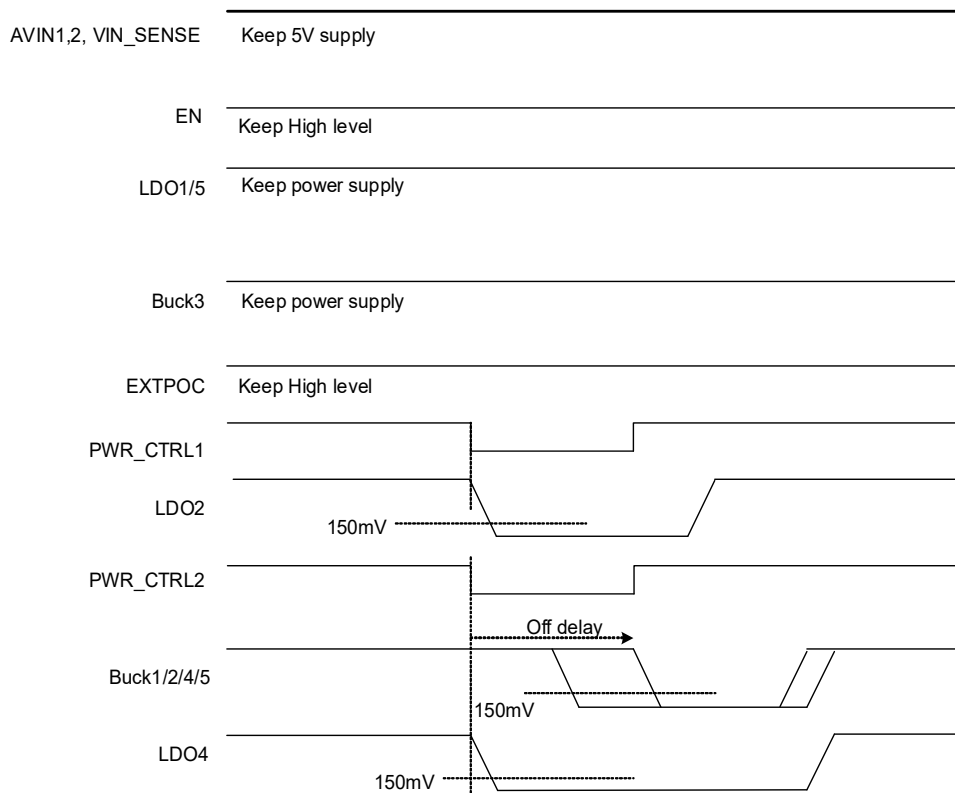 AVIN1,2, VIN_SENSE Keep 5V supply
EN
Keep High level
LDO1/5 Keep power supply
Buck3 Keep power supply
EXTPOC Keep High level
PWR_CTRL1
LDO2
150mV
PWR_CTRL2
Off delay
Buck1/2/4/5
150mV
LDO4
150mV